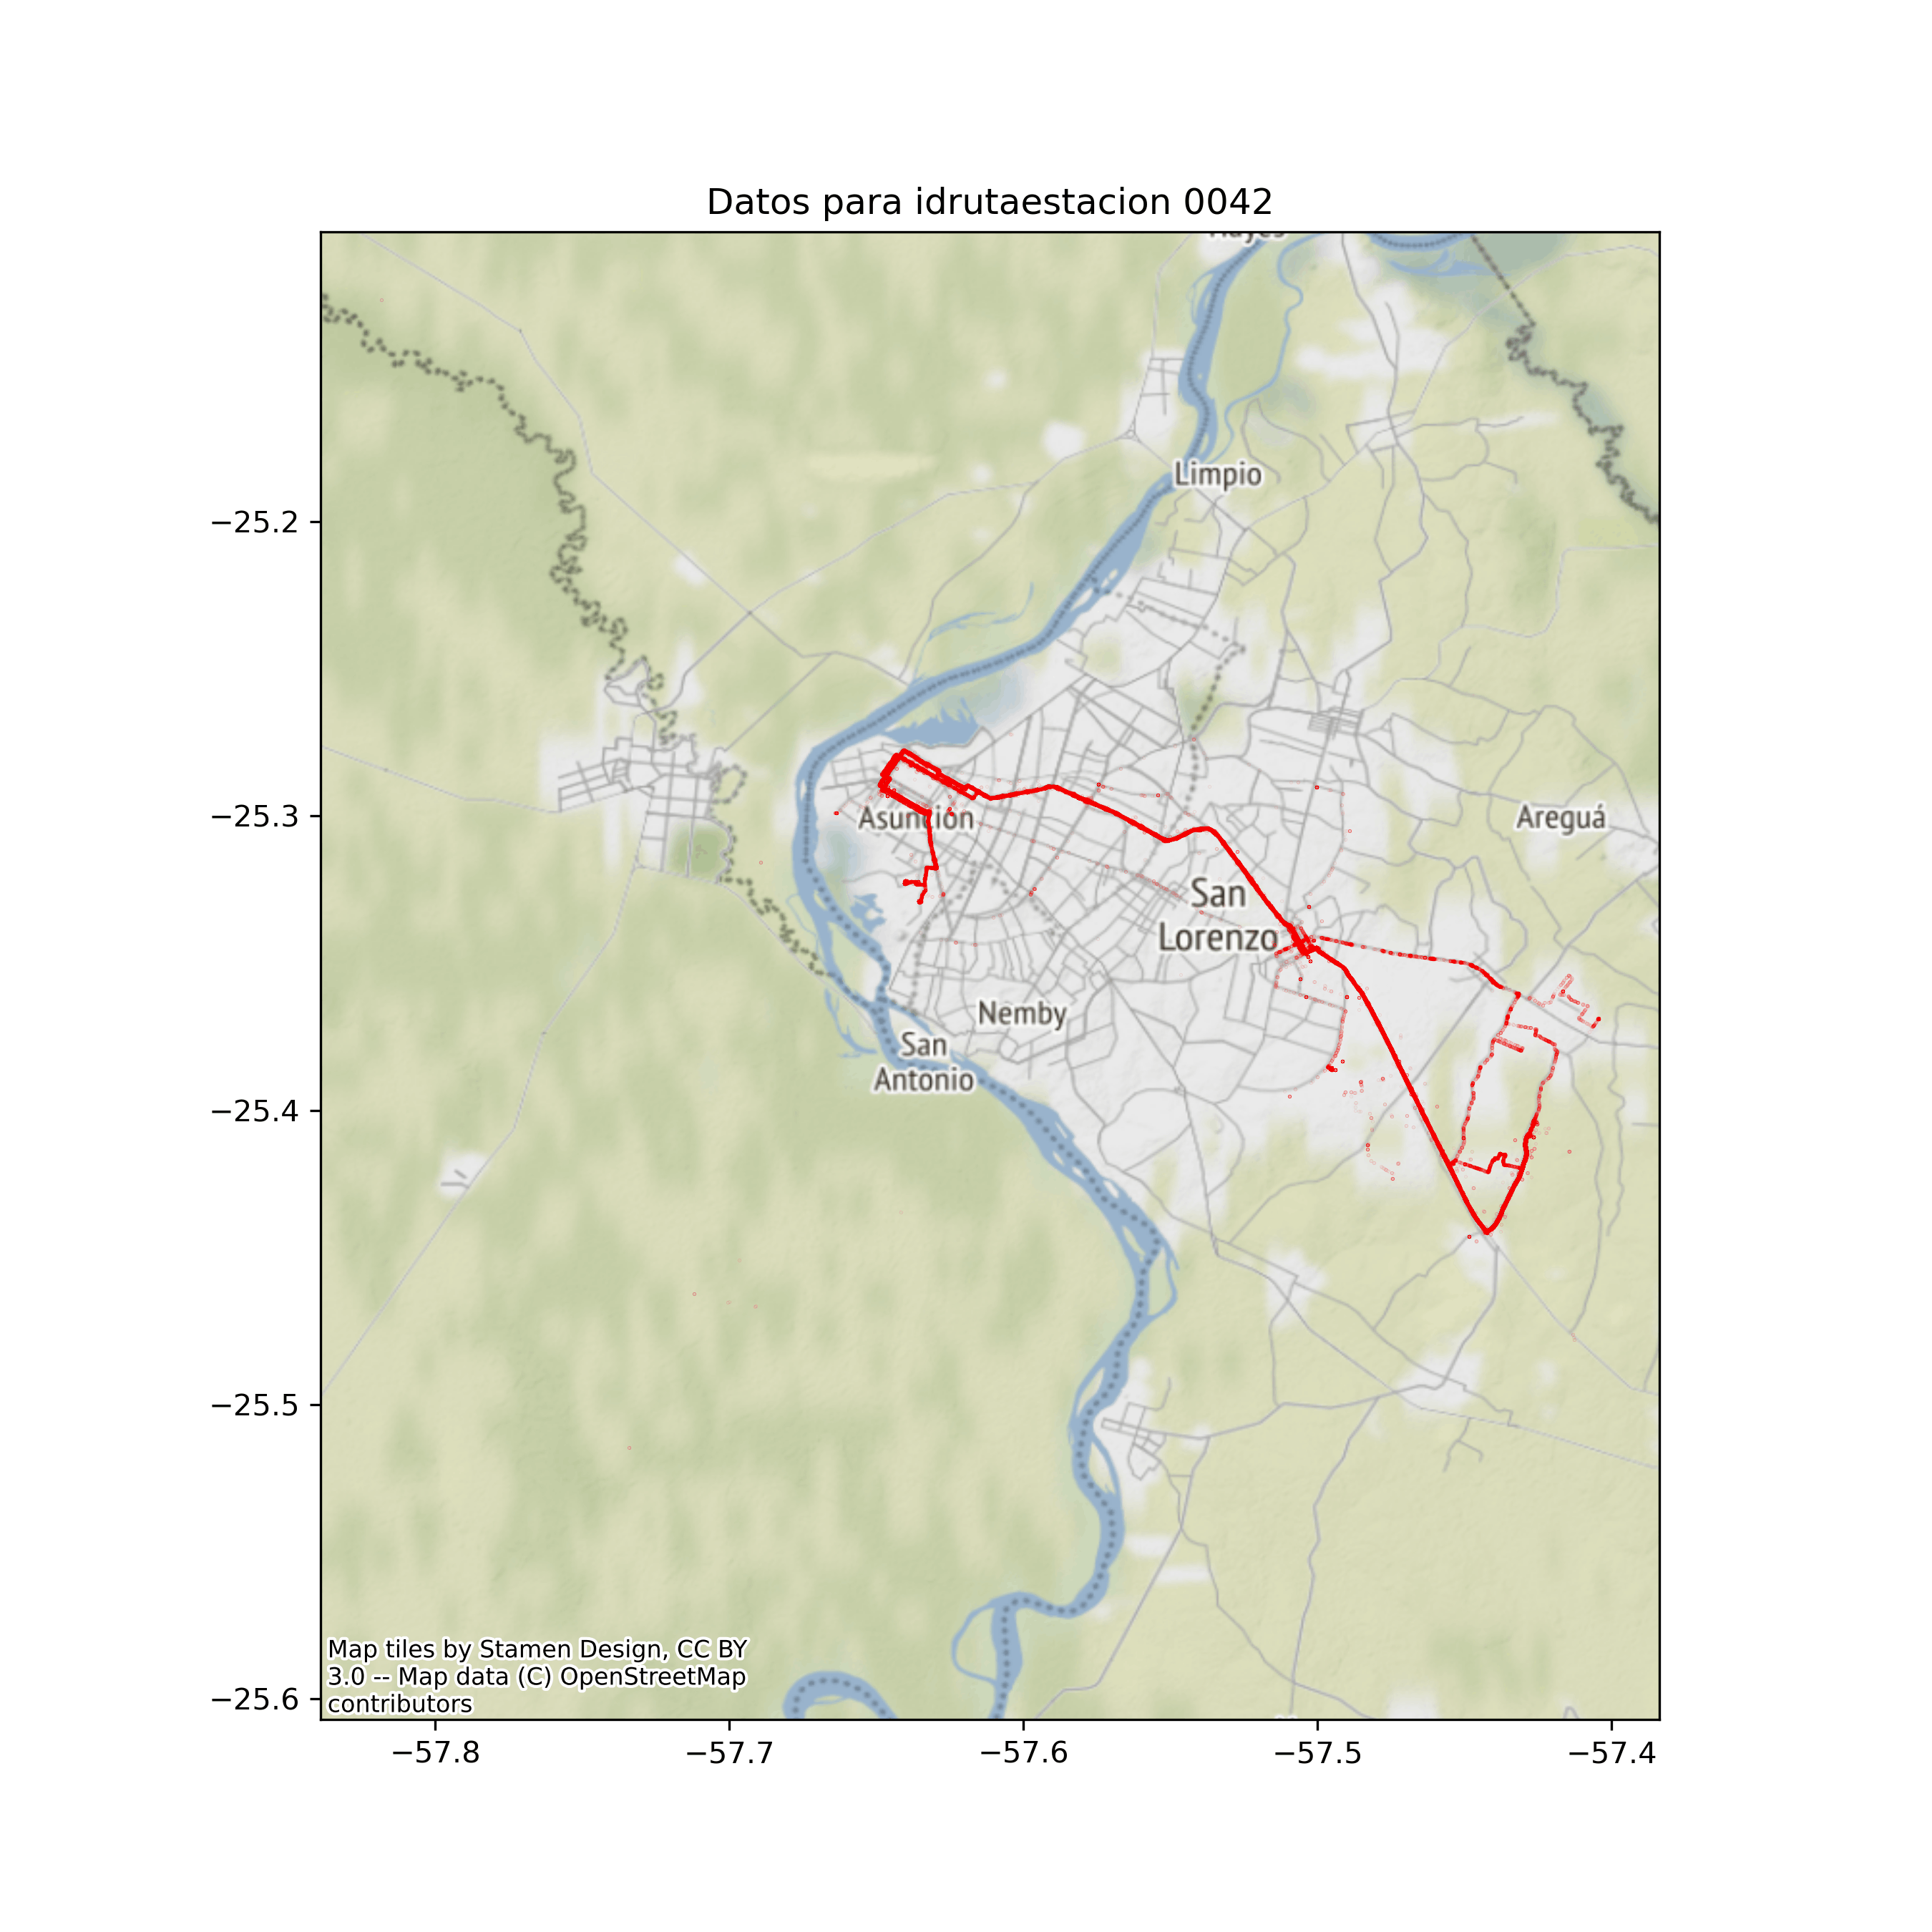 Datos para idrutaestacion 0042
Hayes
Limpio
−25.2
−25.3
Asunción
Areguá
San
Lorenzo
Nemby
San
Antonio
−25.4
−25.5
−25.6
Map tiles by Stamen Design, CC BY
3.0 -- Map data (C) OpenStreetMap
contributors
−57.8
−57.7
−57.6
−57.5
−57.4